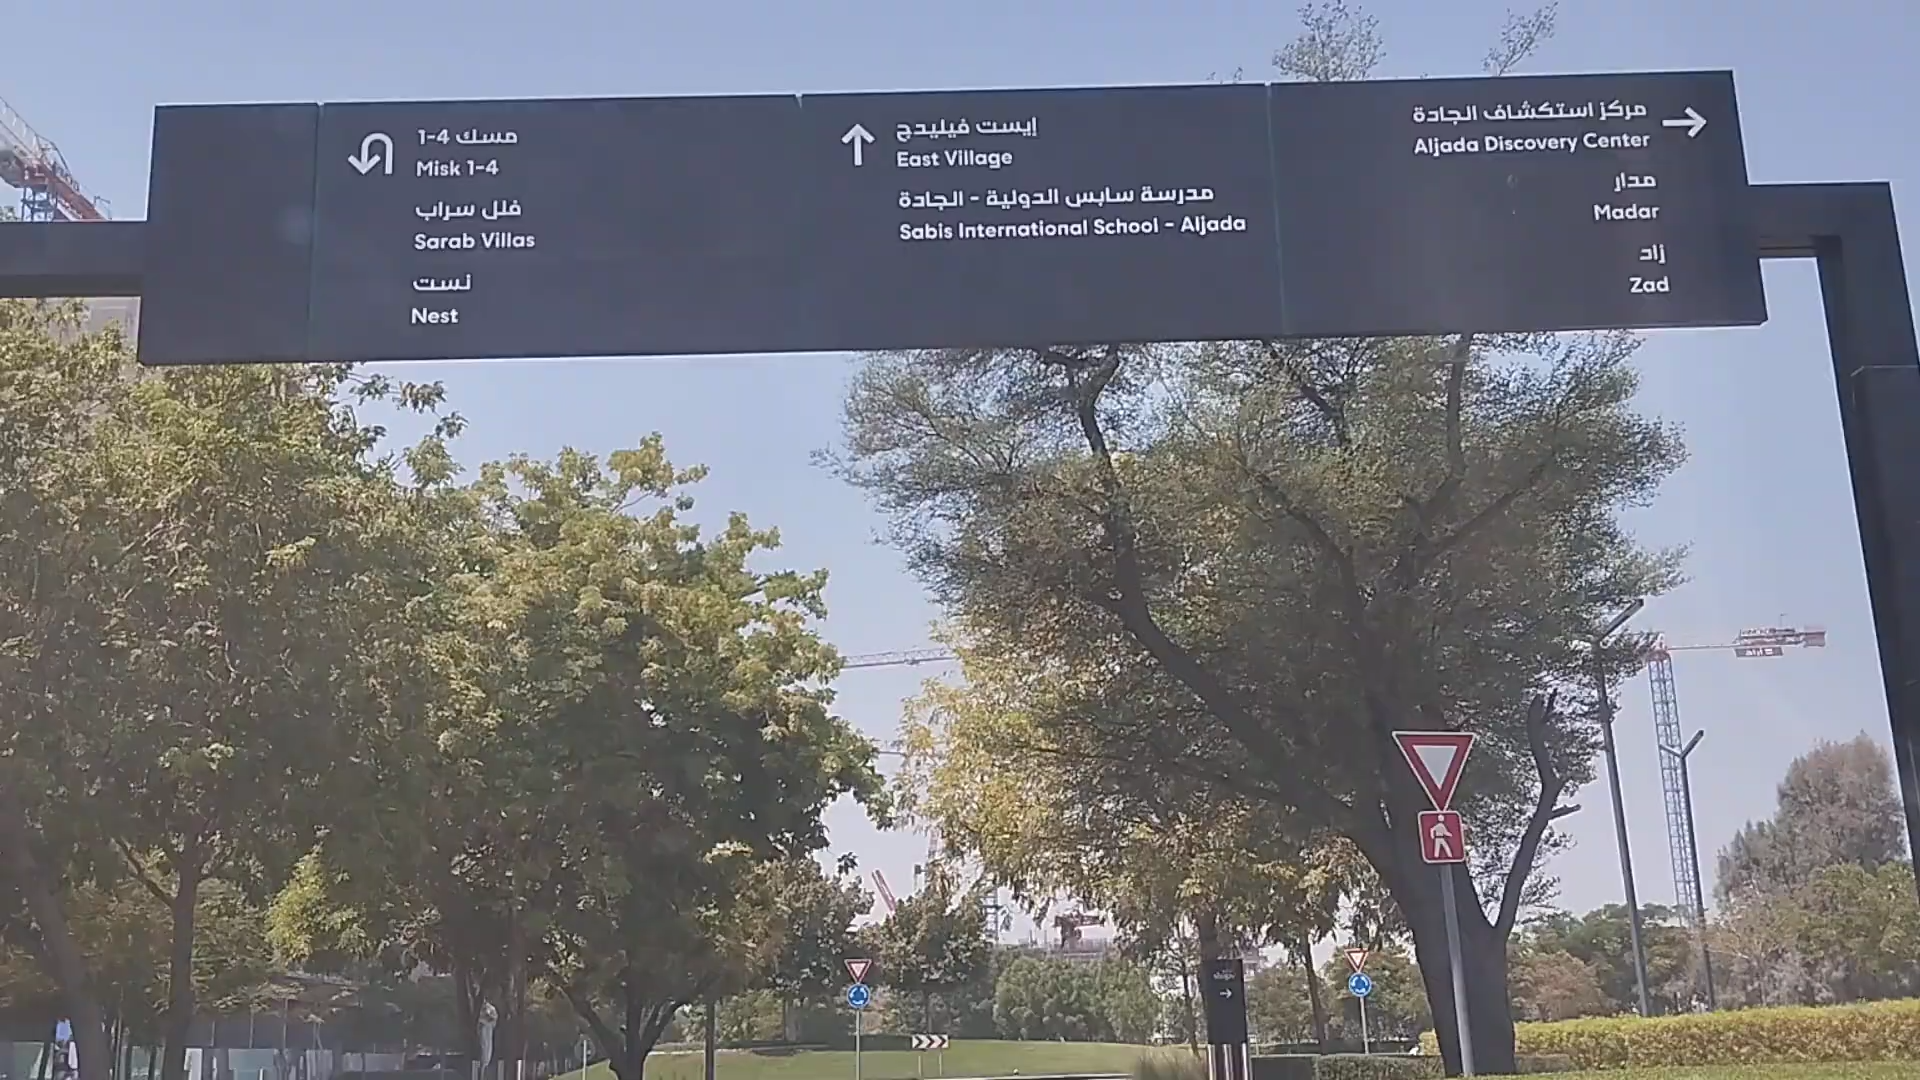 مسك 4-1
Misk 1-4
فلل سراب
Sarab Villas
نست
Nest
إيست فيليدج
East Village
مدرسة سابس الدولية - الجادة
Sabis International School - Aljada
مركز استكشاف الجادة
Aljada Discovery Center
مدار
Madar
زاد
Zad